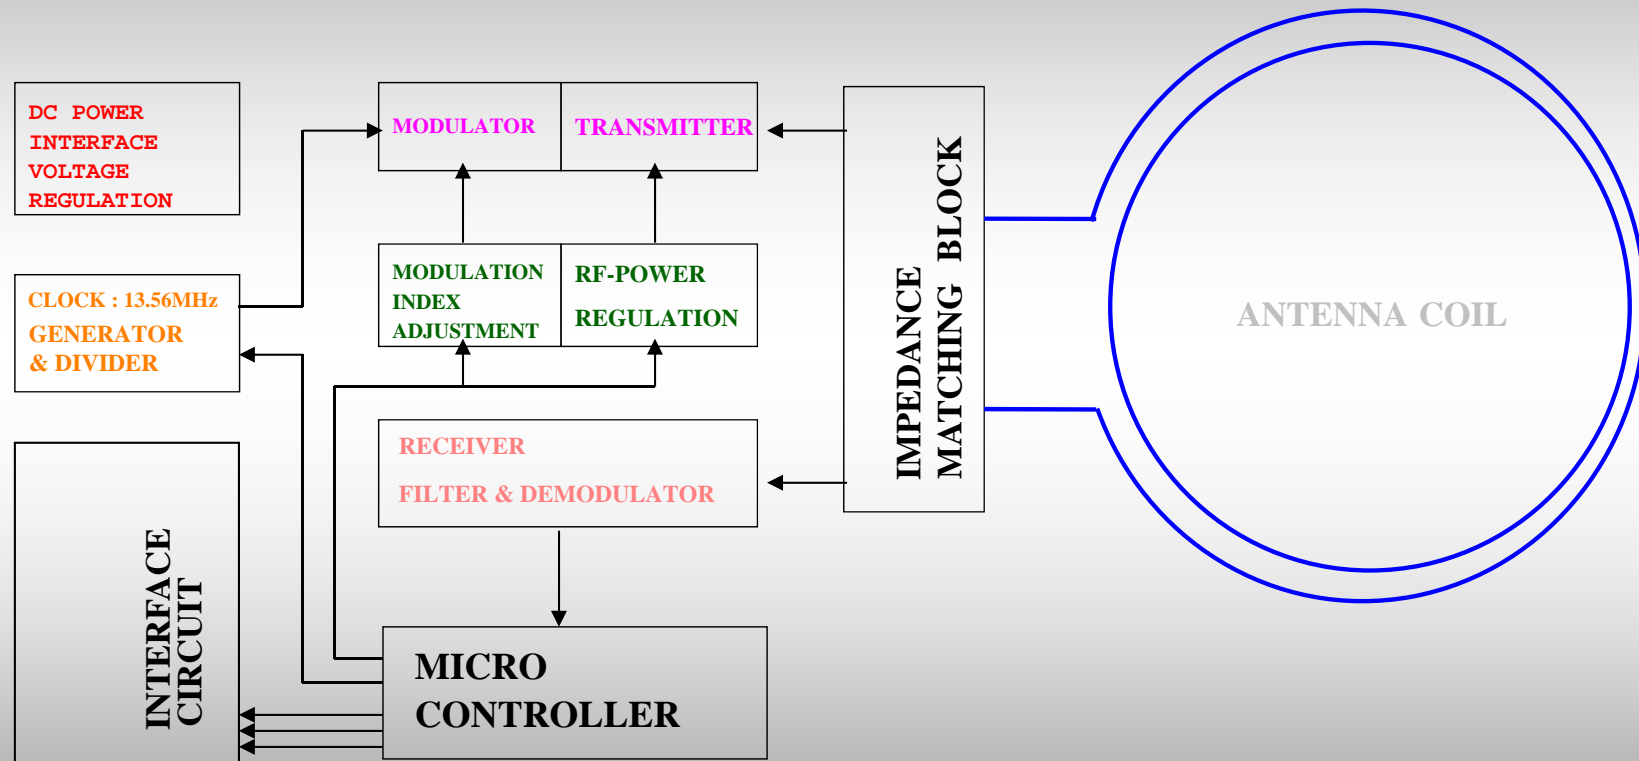 DC POWER
INTERFACE
VOLTAGE
REGULATION
MODULATOR
TRANSMITTER
CLOCK : 13.56MHz
GENERATOR
& DIVIDER
MODULATION
INDEX
ADJUSTMENT
RF-POWER
REGULATION
RECEIVER
FILTER & DEMODULATOR
IMPEDANCE
MATCHING BLOCK
ANTENNA COIL
INTERFACE
CIRCUIT
MICRO
CONTROLLER